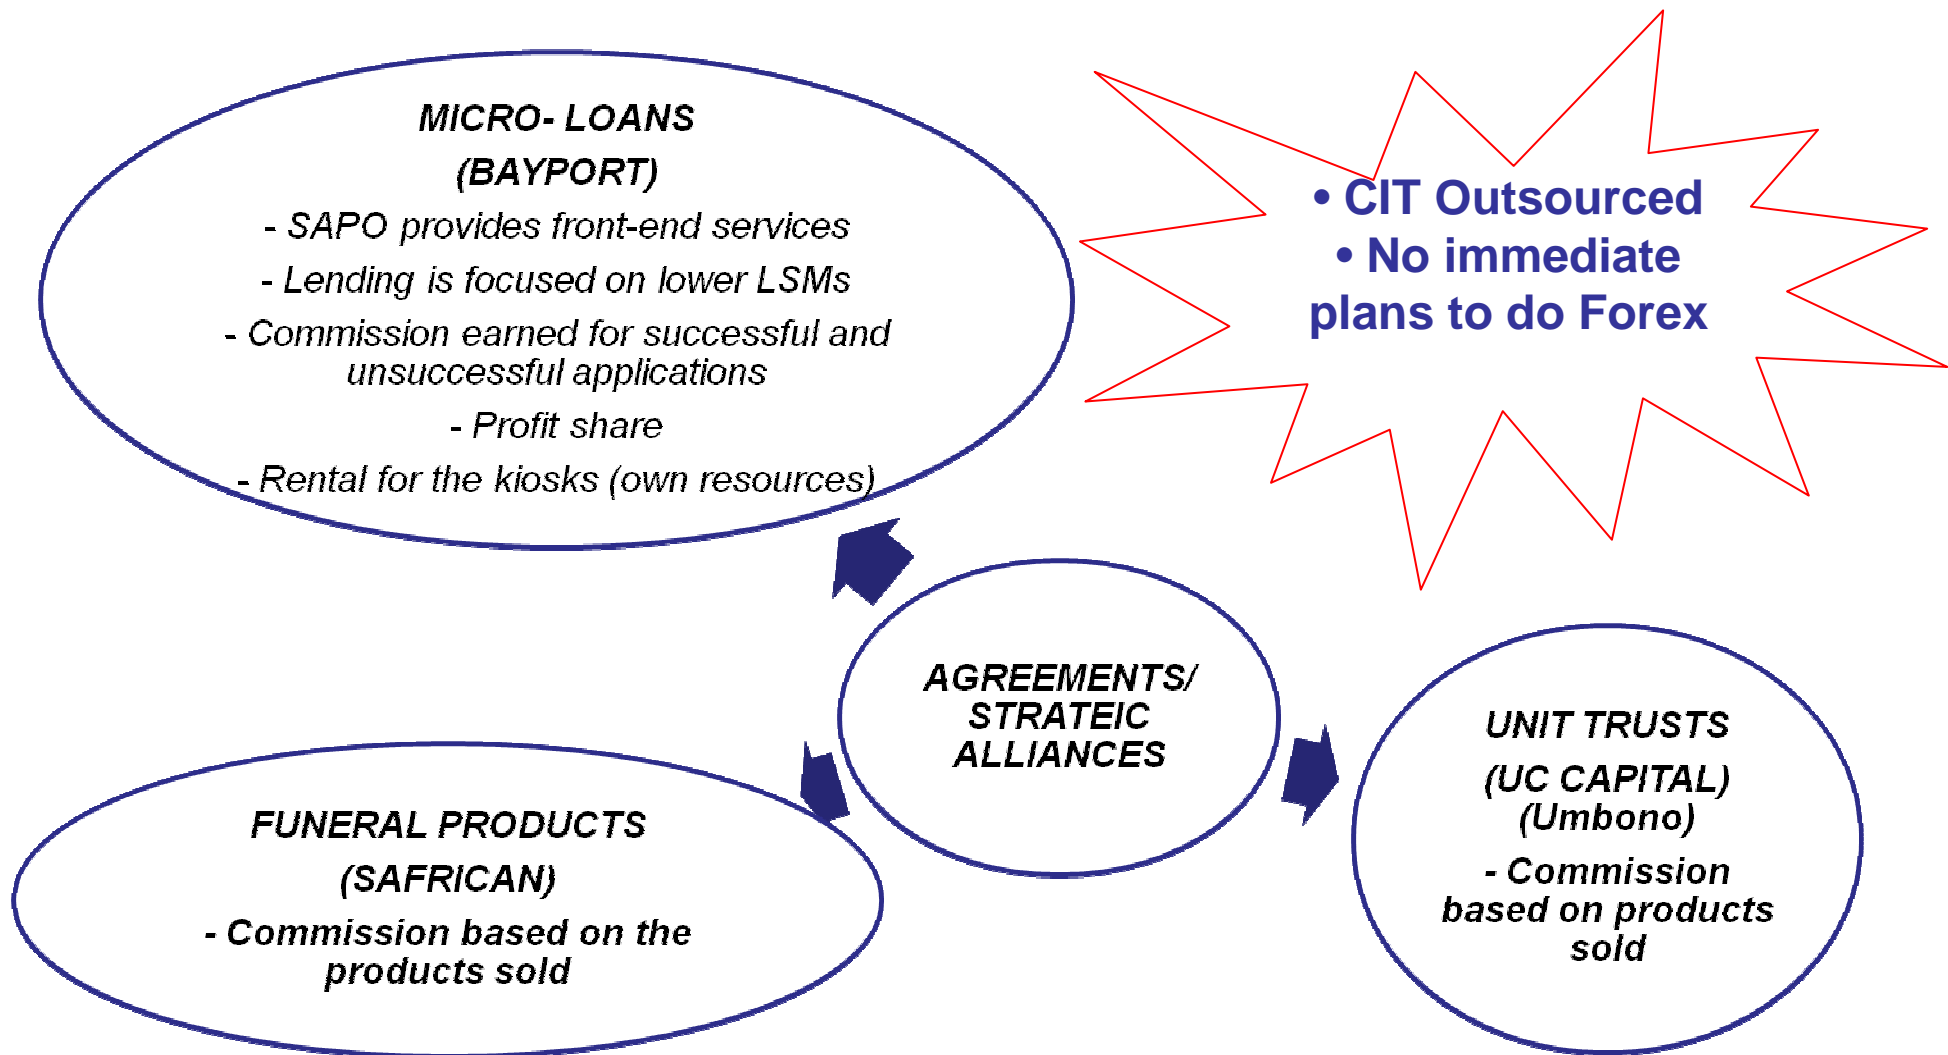 MICRO- LOANS
(BAYPORT)
- SAPO provides front-end services
- Lending is focused on lower LSMs
- Commission earned for successful and
unsuccessful applications
- Profit share
- Rental for the kiosks (own resources)
• CIT Outsourced
• No immediate
plans to do Forex
AGREEMENTS/
STRATEIC
ALLIANCES
FUNERAL PRODUCTS
(SAFRICAN)
- Commission based on the
products sold
UNIT TRUSTS
(UC CAPITAL)
(Umbono)
- Commission
based on products
sold